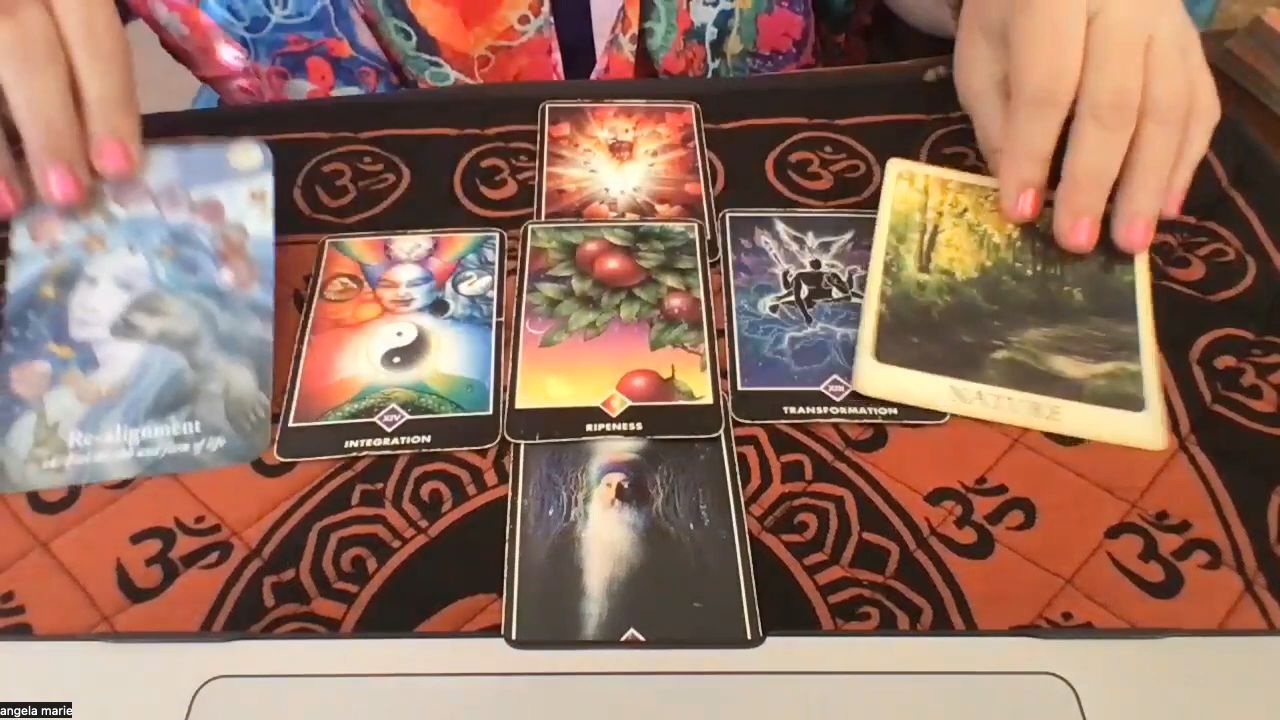 Re-alignment
INTEGRATION
XIV
RIPENESS
XIII
TRANSFORMATION
NATURE
ॐ
ॐ
ॐ
ॐ
ॐ
ॐ
ॐ
ॐ
angela marie